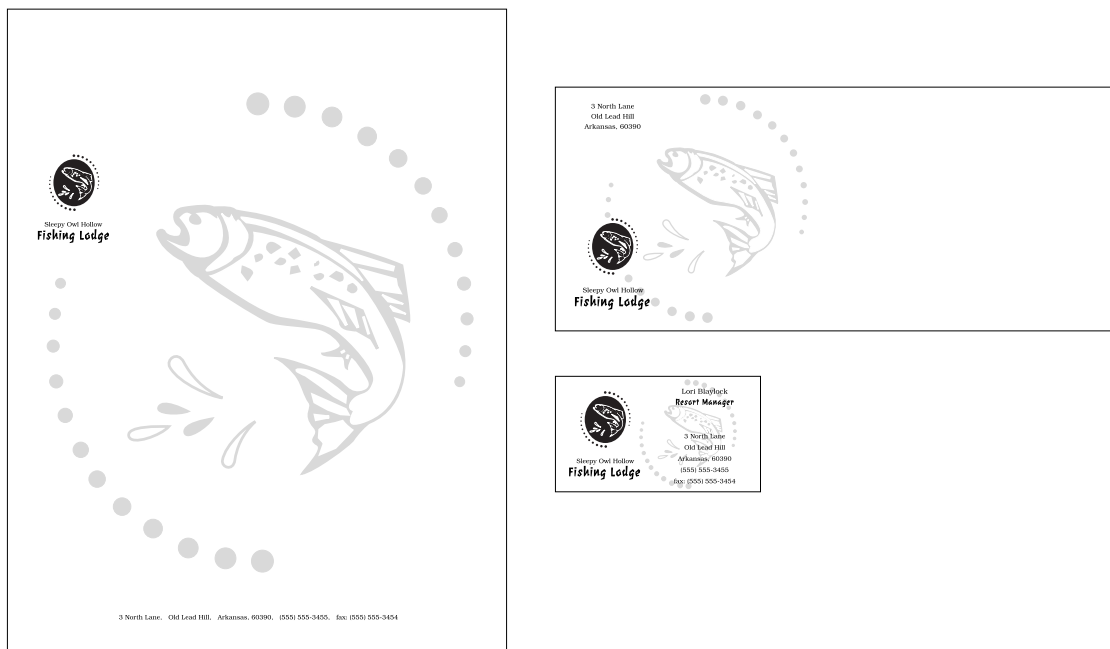 Sleepy Owl Hollow
Fishing Lodge
3 North Lane, Old Lead Hill, Arkansas, 60390, (555) 555-3455, fax: (555) 555-3454
3 North Lane
Old Lead Hill
Arkansas, 60390
Sleepy Owl Hollow
Fishing Lodge
Sleepy Owl Hollow
Fishing Lodge
Lori Blaylock
Resort Manager
3 North Lane
Old Lead Hill
Arkansas, 60390
(555) 555-3455
fax: (555) 555-3454